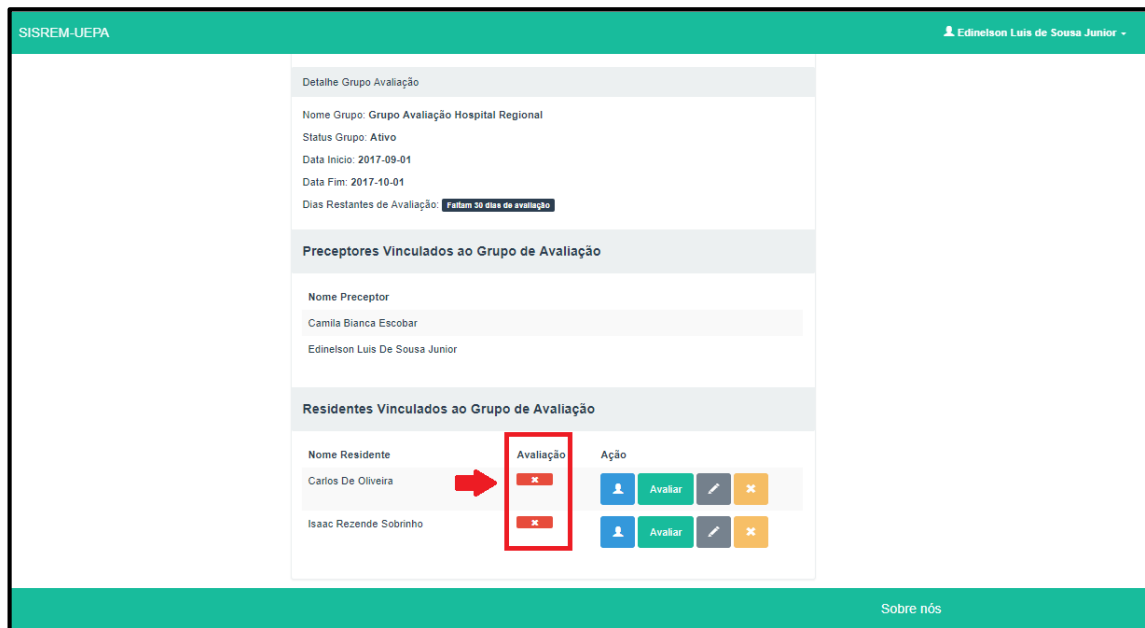 SISREM-UEPA
Edinelson Luis de Sousa Junior
Detalhe Grupo Avaliação
Nome Grupo: Grupo Avaliação Hospital Regional
Status Grupo: Ativo
Data Inicio: 2017-09-01
Data Fim: 2017-10-01
Dias Restantes de Avaliação: Faltam 30 dias de avaliação
Preceptores Vinculados ao Grupo de Avaliação
Nome Preceptor
Camila Bianca Escobar
Edinelson Luis De Sousa Junior
Residentes Vinculados ao Grupo de Avaliação
Nome Residente Avaliação Ação
Carlos De Oliveira Avaliar
Isaac Rezende Sobrinho Avaliar
Sobre nós